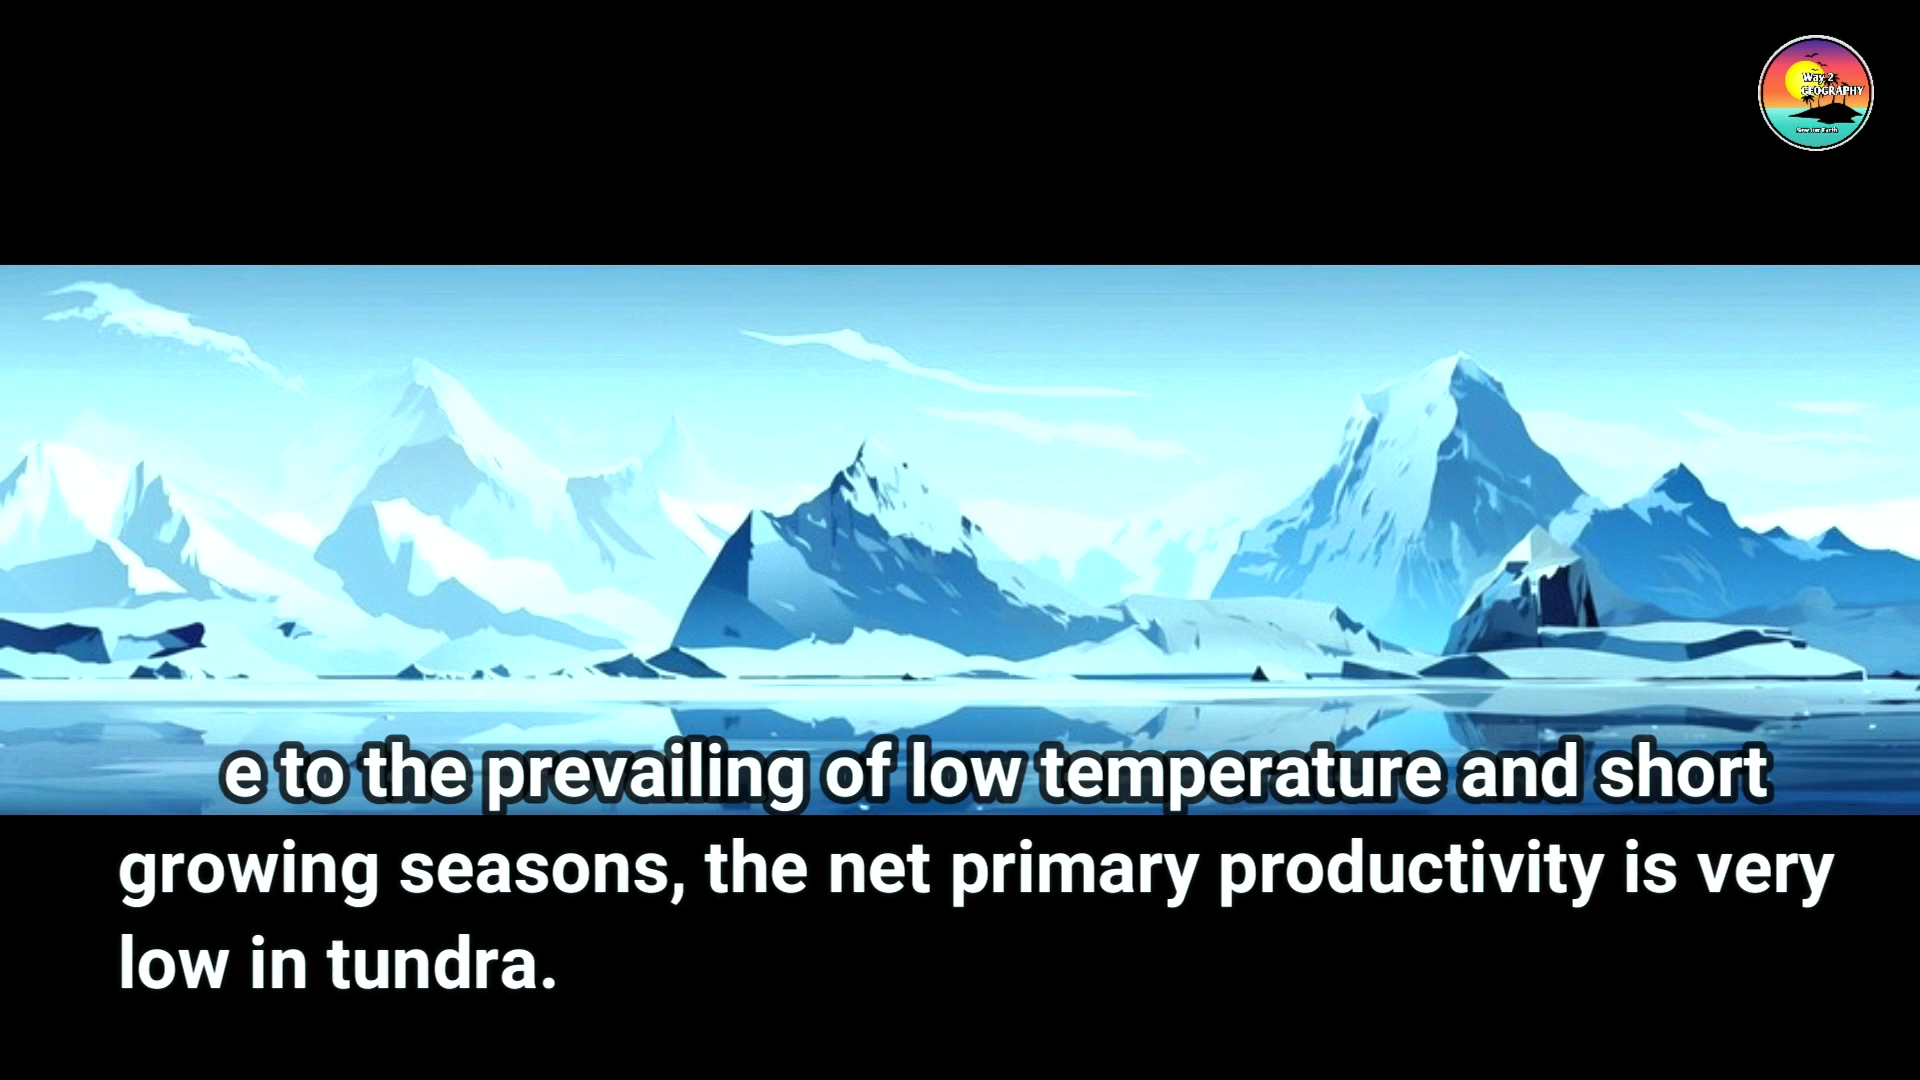 Way 2
GEOGRAPHY
e to the prevailing of low temperature and short
growing seasons, the net primary productivity is very
low in tundra.